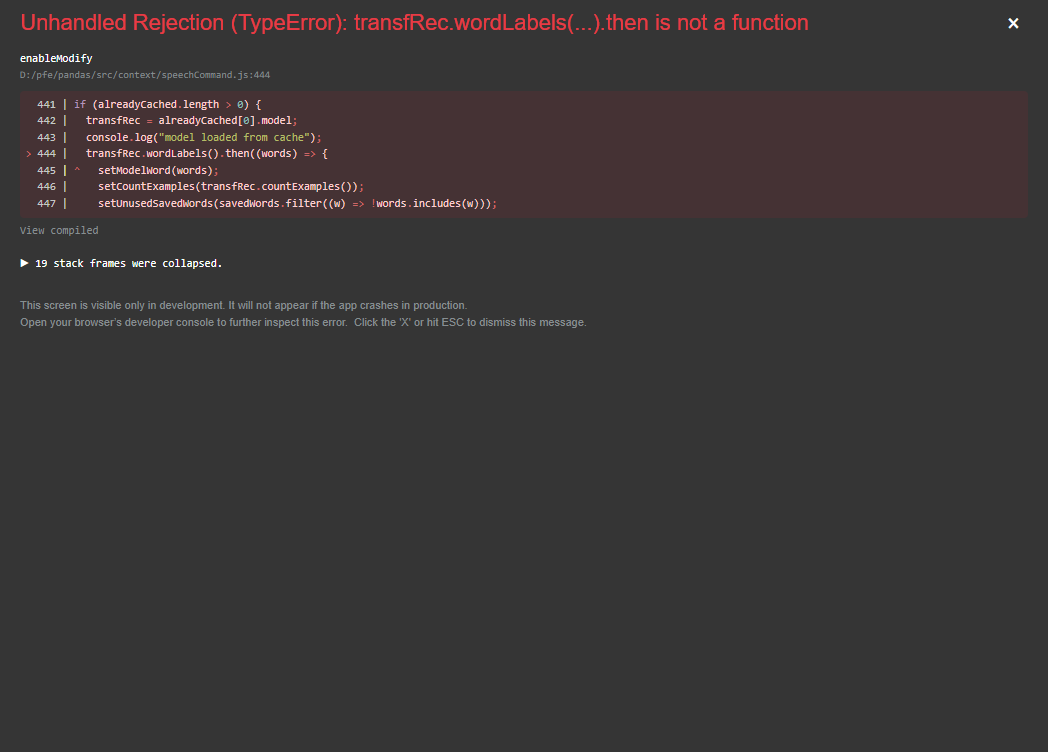 Unhandled Rejection (TypeError): transfRec.wordLabels(...).then is not a function
×
enableModify
D:/pfe/pandas/src/context/speechCommand.js:444
441 | if (alreadyCached.length > 0) {
442 |   transfRec = alreadyCached[0].model;
443 |   console.log("model loaded from cache");
> 444 |   transfRec.wordLabels().then((words) => {
445 | ^   setModelWord(words);
446 |     setCountExamples(transfRec.countExamples());
447 |     setUnusedSavedWords(savedWords.filter((w) => !words.includes(w)));
View compiled
▶ 19 stack frames were collapsed.
This screen is visible only in development. It will not appear if the app crashes in production.
Open your browser's developer console to further inspect this error.  Click the 'X' or hit ESC to dismiss this message.